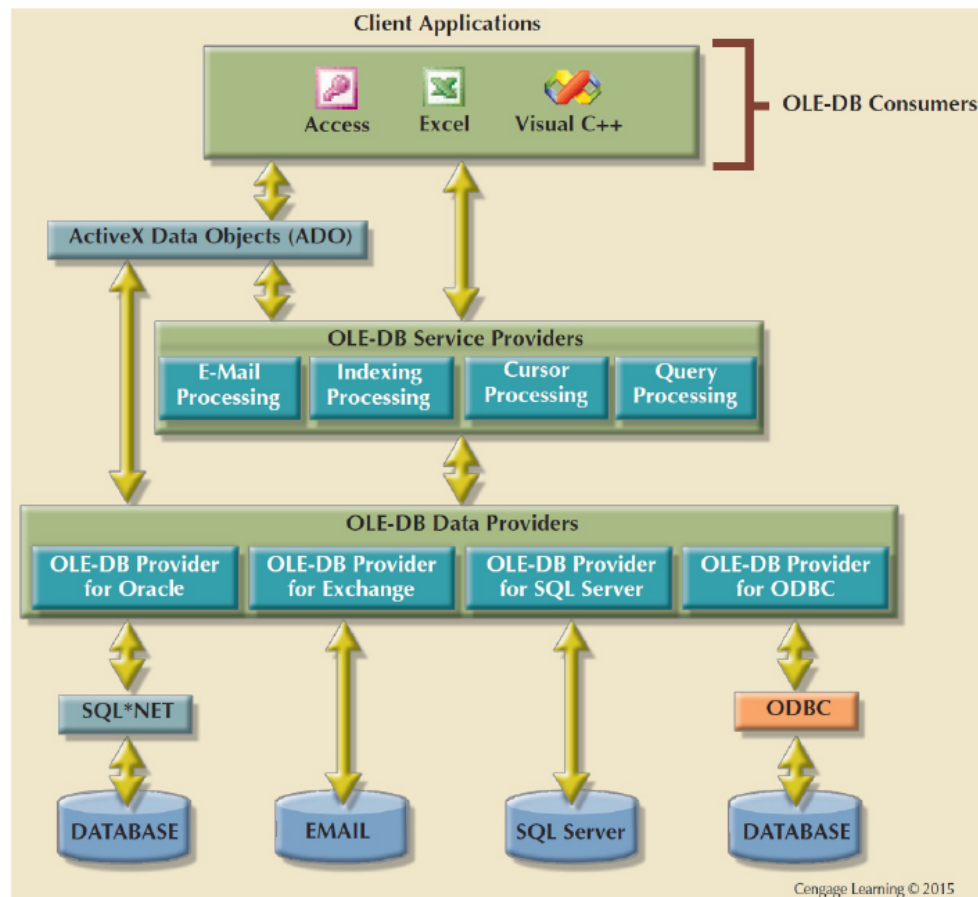 Client Applications
Access
Excel
Visual C++
OLE-DB Consumers
ActiveX Data Objects (ADO)
OLE-DB Service Providers
E-Mail
Processing
Indexing
Processing
Cursor
Processing
Query
Processing
OLE-DB Data Providers
OLE-DB Provider
for Oracle
OLE-DB Provider
for Exchange
OLE-DB Provider
for SQL Server
OLE-DB Provider
for ODBC
SQL*NET
ODBC
DATABASE
EMAIL
SQL Server
DATABASE
Cengage Learning © 2015